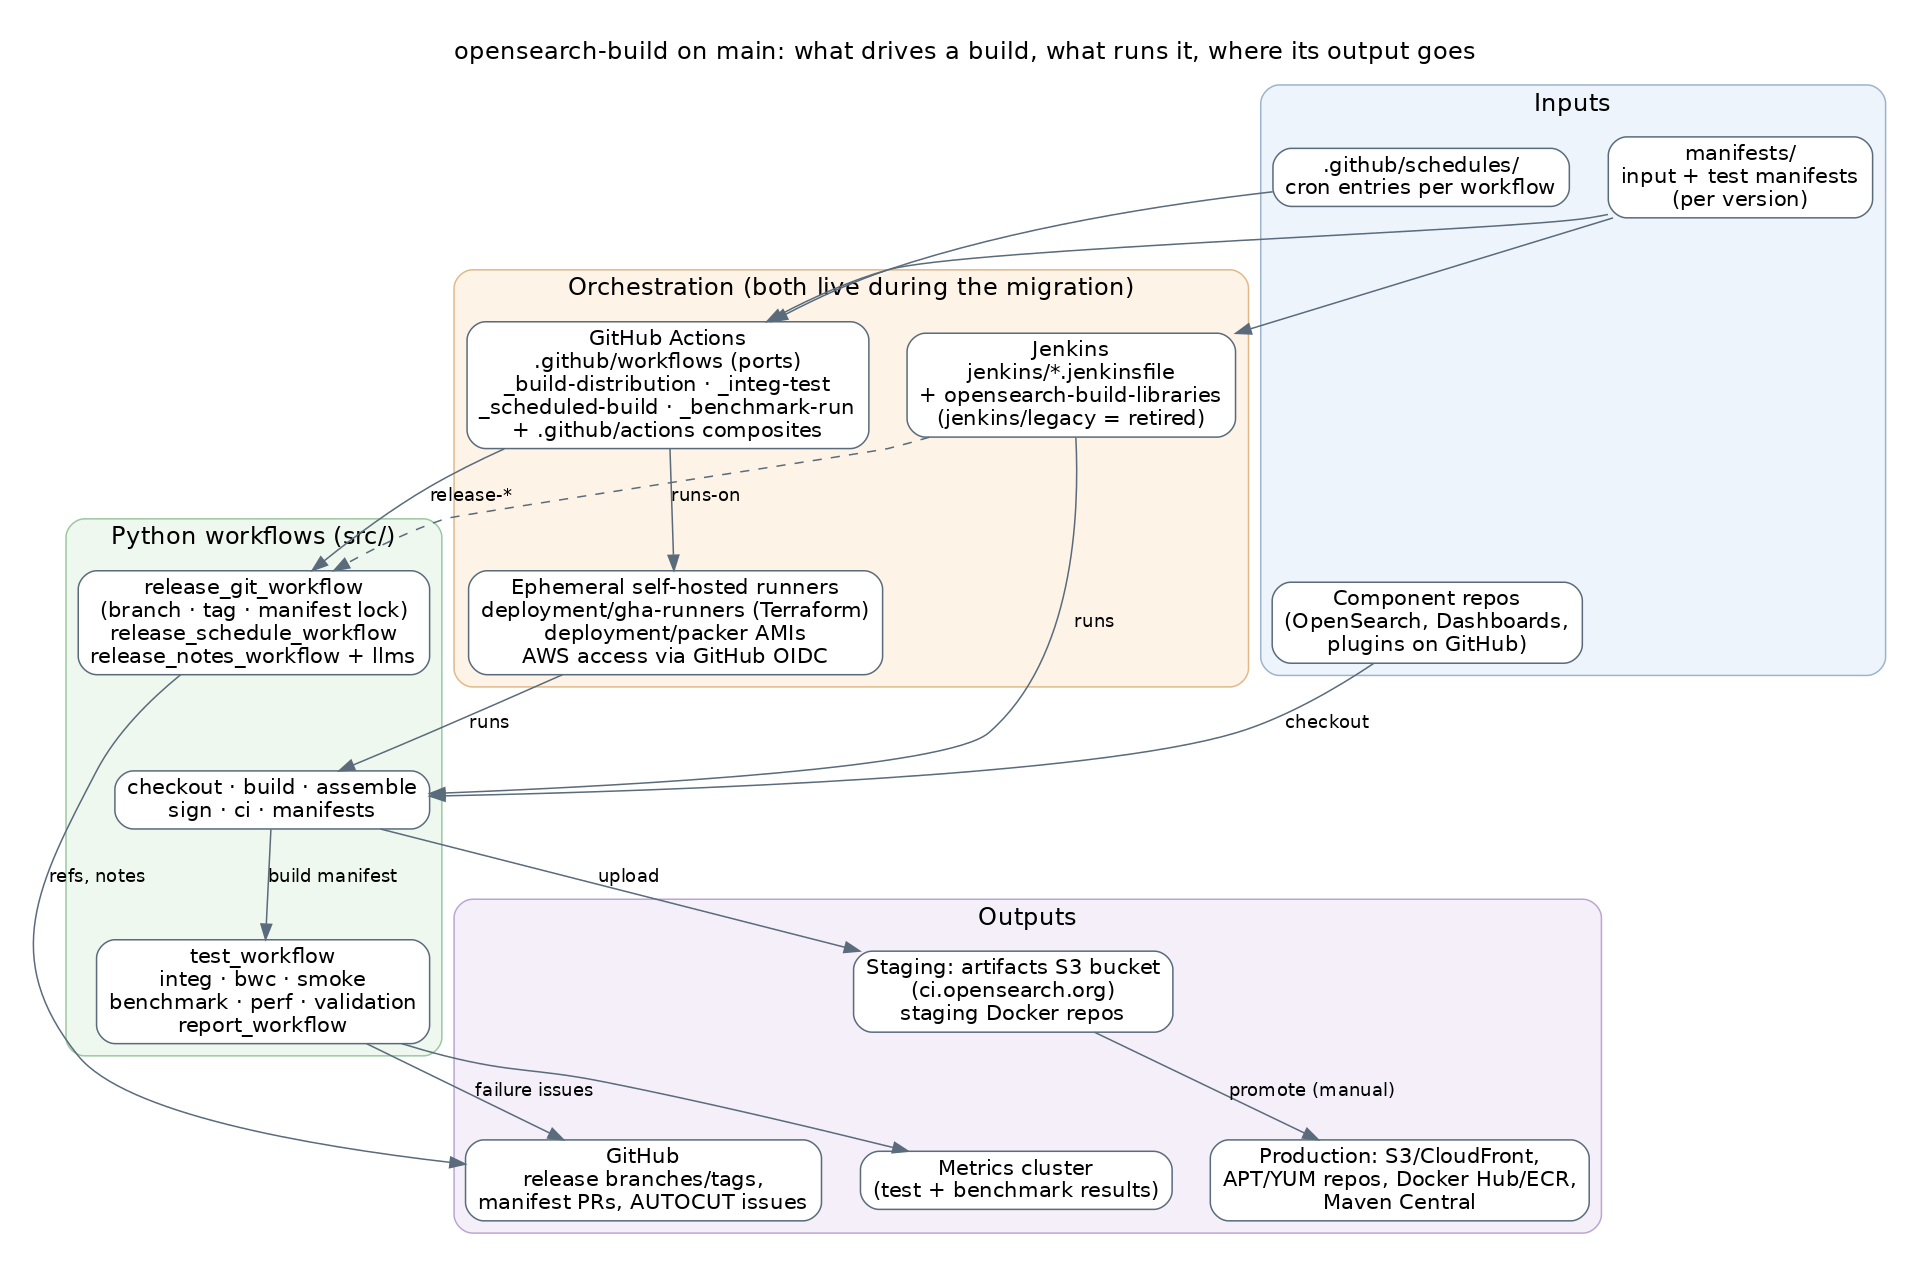 opensearch-build on main: what drives a build, what runs it, where its output goes
Inputs
.github/schedules/
cron entries per workflow
manifests/
input + test manifests
(per version)
Orchestration (both live during the migration)
GitHub Actions
.github/workflows (ports)
_build-distribution · _integ-test
_scheduled-build · _benchmark-run
+ .github/actions composites
Jenkins
jenkins/*.jenkinsfile
+ opensearch-build-libraries
(jenkins/legacy = retired)
release-*
runs-on
Python workflows (src/)
release_git_workflow
(branch · tag · manifest lock)
release_schedule_workflow
release_notes_workflow + llms
Ephemeral self-hosted runners
deployment/gha-runners (Terraform)
deployment/packer AMIs
AWS access via GitHub OIDC
runs
Component repos
(OpenSearch, Dashboards,
plugins on GitHub)
runs
checkout
checkout · build · assemble
sign · ci · manifests
refs, notes
build manifest
upload
Outputs
test_workflow
integ · bwc · smoke
benchmark · perf · validation
report_workflow
Staging: artifacts S3 bucket
(ci.opensearch.org)
staging Docker repos
failure issues
promote (manual)
GitHub
release branches/tags,
manifest PRs, AUTOCUT issues
Metrics cluster
(test + benchmark results)
Production: S3/CloudFront,
APT/YUM repos, Docker Hub/ECR,
Maven Central